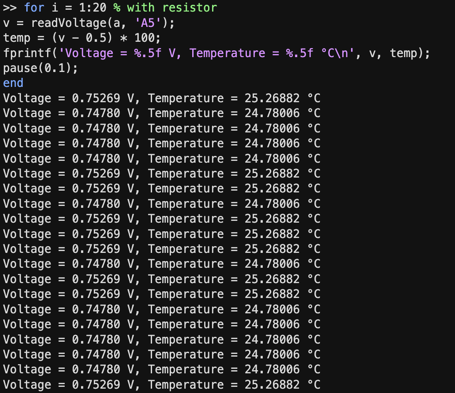 >> for i = 1:20 % with resistor
v = readVoltage(a, 'A5');
temp = (v - 0.5) * 100;
fprintf('Voltage = %.5f V, Temperature = %.5f °C\n', v, temp);
pause(0.1);
end
Voltage = 0.75269 V, Temperature = 25.26882 °C
Voltage = 0.74780 V, Temperature = 24.78006 °C
Voltage = 0.74780 V, Temperature = 24.78006 °C
Voltage = 0.74780 V, Temperature = 24.78006 °C
Voltage = 0.74780 V, Temperature = 24.78006 °C
Voltage = 0.75269 V, Temperature = 25.26882 °C
Voltage = 0.75269 V, Temperature = 25.26882 °C
Voltage = 0.74780 V, Temperature = 24.78006 °C
Voltage = 0.75269 V, Temperature = 25.26882 °C
Voltage = 0.75269 V, Temperature = 25.26882 °C
Voltage = 0.75269 V, Temperature = 25.26882 °C
Voltage = 0.74780 V, Temperature = 24.78006 °C
Voltage = 0.75269 V, Temperature = 25.26882 °C
Voltage = 0.75269 V, Temperature = 25.26882 °C
Voltage = 0.74780 V, Temperature = 24.78006 °C
Voltage = 0.74780 V, Temperature = 24.78006 °C
Voltage = 0.74780 V, Temperature = 24.78006 °C
Voltage = 0.74780 V, Temperature = 24.78006 °C
Voltage = 0.74780 V, Temperature = 24.78006 °C
Voltage = 0.75269 V, Temperature = 25.26882 °C